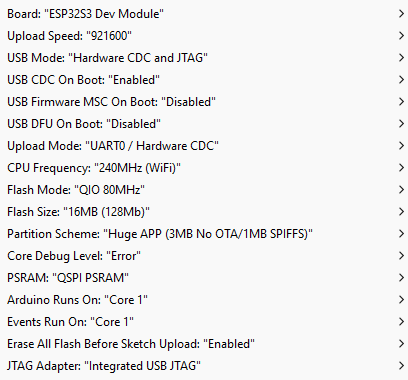 Board: "ESP32S3 Dev Module"
Upload Speed: "921600"
USB Mode: "Hardware CDC and JTAG"
USB CDC On Boot: "Enabled"
USB Firmware MSC On Boot: "Disabled"
USB DFU On Boot: "Disabled"
Upload Mode: "UART0 / Hardware CDC"
CPU Frequency: "240MHz (WiFi)"
Flash Mode: "QIO 80MHz"
Flash Size: "16MB (128Mb)"
Partition Scheme: "Huge APP (3MB No OTA/1MB SPIFFS)"
Core Debug Level: "Error"
PSRAM: "QSPI PSRAM"
Arduino Runs On: "Core 1"
Events Run On: "Core 1"
Erase All Flash Before Sketch Upload: "Enabled"
JTAG Adapter: "Integrated USB JTAG"